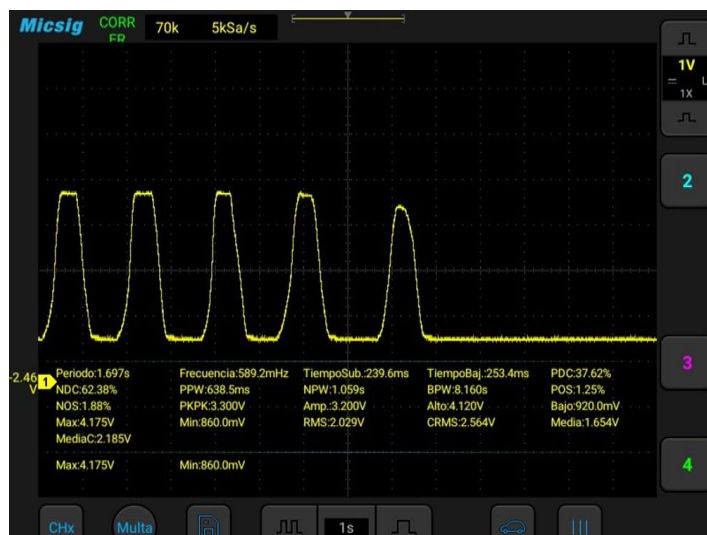 Micsig CORR 70k 5kSa/s
ER
1V
L
1X
2
3
4
-2.46
V
1
Periodo:1.697s Frecuencia:589.2mHz TiempoSub.:239.6ms TiempoBaj.:253.4ms PDC:37.62%
NDC:62.38% PPW:638.5ms NPW:1.059s BPW:8.160s POS:1.25%
NOS:1.88% PKPK:3.300V Amp.:3.200V Alto:4.120V Bajo:920.0mV
Max:4.175V Min:860.0mV RMS:2.029V CRMS:2.564V Media:1.654V
MediaC:2.185V
Max:4.175V Min:860.0mV
CHx Multa 1s